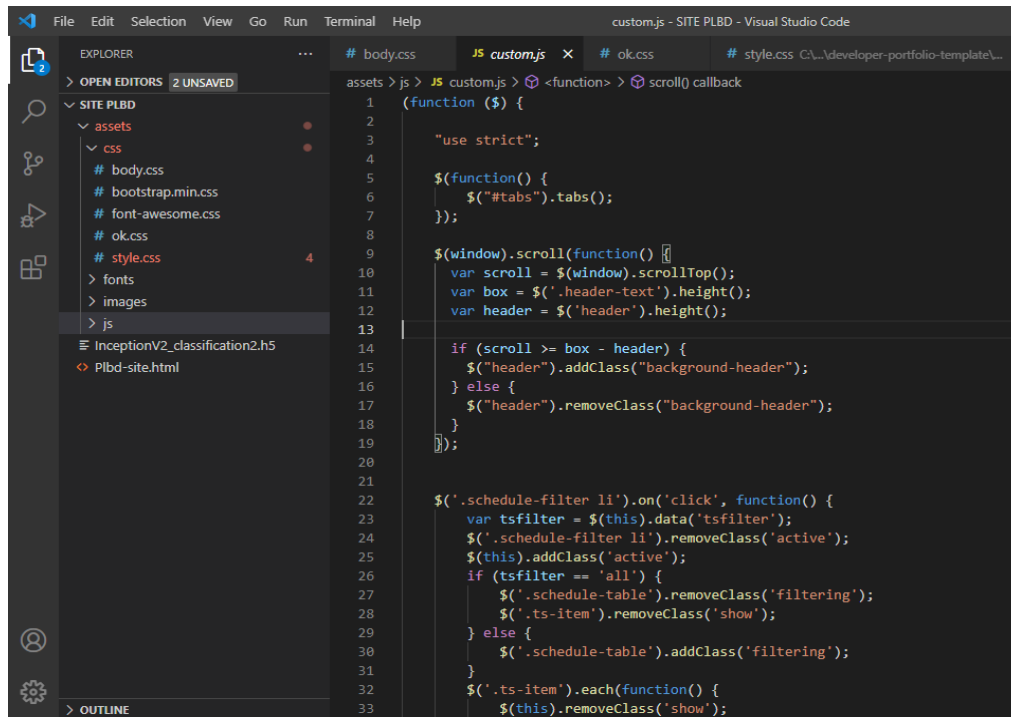 File Edit Selection View Go Run Terminal Help custom.js - SITE PLBD - Visual Studio Code
2
EXPLORER ...
OPEN EDITORS 2 UNSAVED
SITE PLBD
assets
css
# body.css
# bootstrap.min.css
# font-awesome.css
# ok.css
# style.css 4
fonts
images
js
InceptionV2_classification2.h5
<> Plbd-site.html
OUTLINE
# body.css JS custom.js × # ok.css # style.css C:\...\developer-portfolio-template\...
assets > js > JS custom.js > <function> > scroll() callback
1 (function ($) {
2
3 "use strict";
4
5 $(function() {
6 $("#tabs").tabs();
7 });
8
9 $(window).scroll(function() {
10 var scroll = $(window).scrollTop();
11 var box = $('.header-text').height();
12 var header = $('header').height();
13
14 if (scroll >= box - header) {
15 $("header").addClass("background-header");
16 } else {
17 $("header").removeClass("background-header");
18 }
19 });
20
21
22 $('.schedule-filter li').on('click', function() {
23 var tsfilter = $(this).data('tsfilter');
24 $('.schedule-filter li').removeClass('active');
25 $(this).addClass('active');
26 if (tsfilter == 'all') {
27 $('.schedule-table').removeClass('filtering');
28 $('.ts-item').removeClass('show');
29 } else {
30 $('.schedule-table').addClass('filtering');
31 }
32 $('.ts-item').each(function() {
33 $(this).removeClass('show');